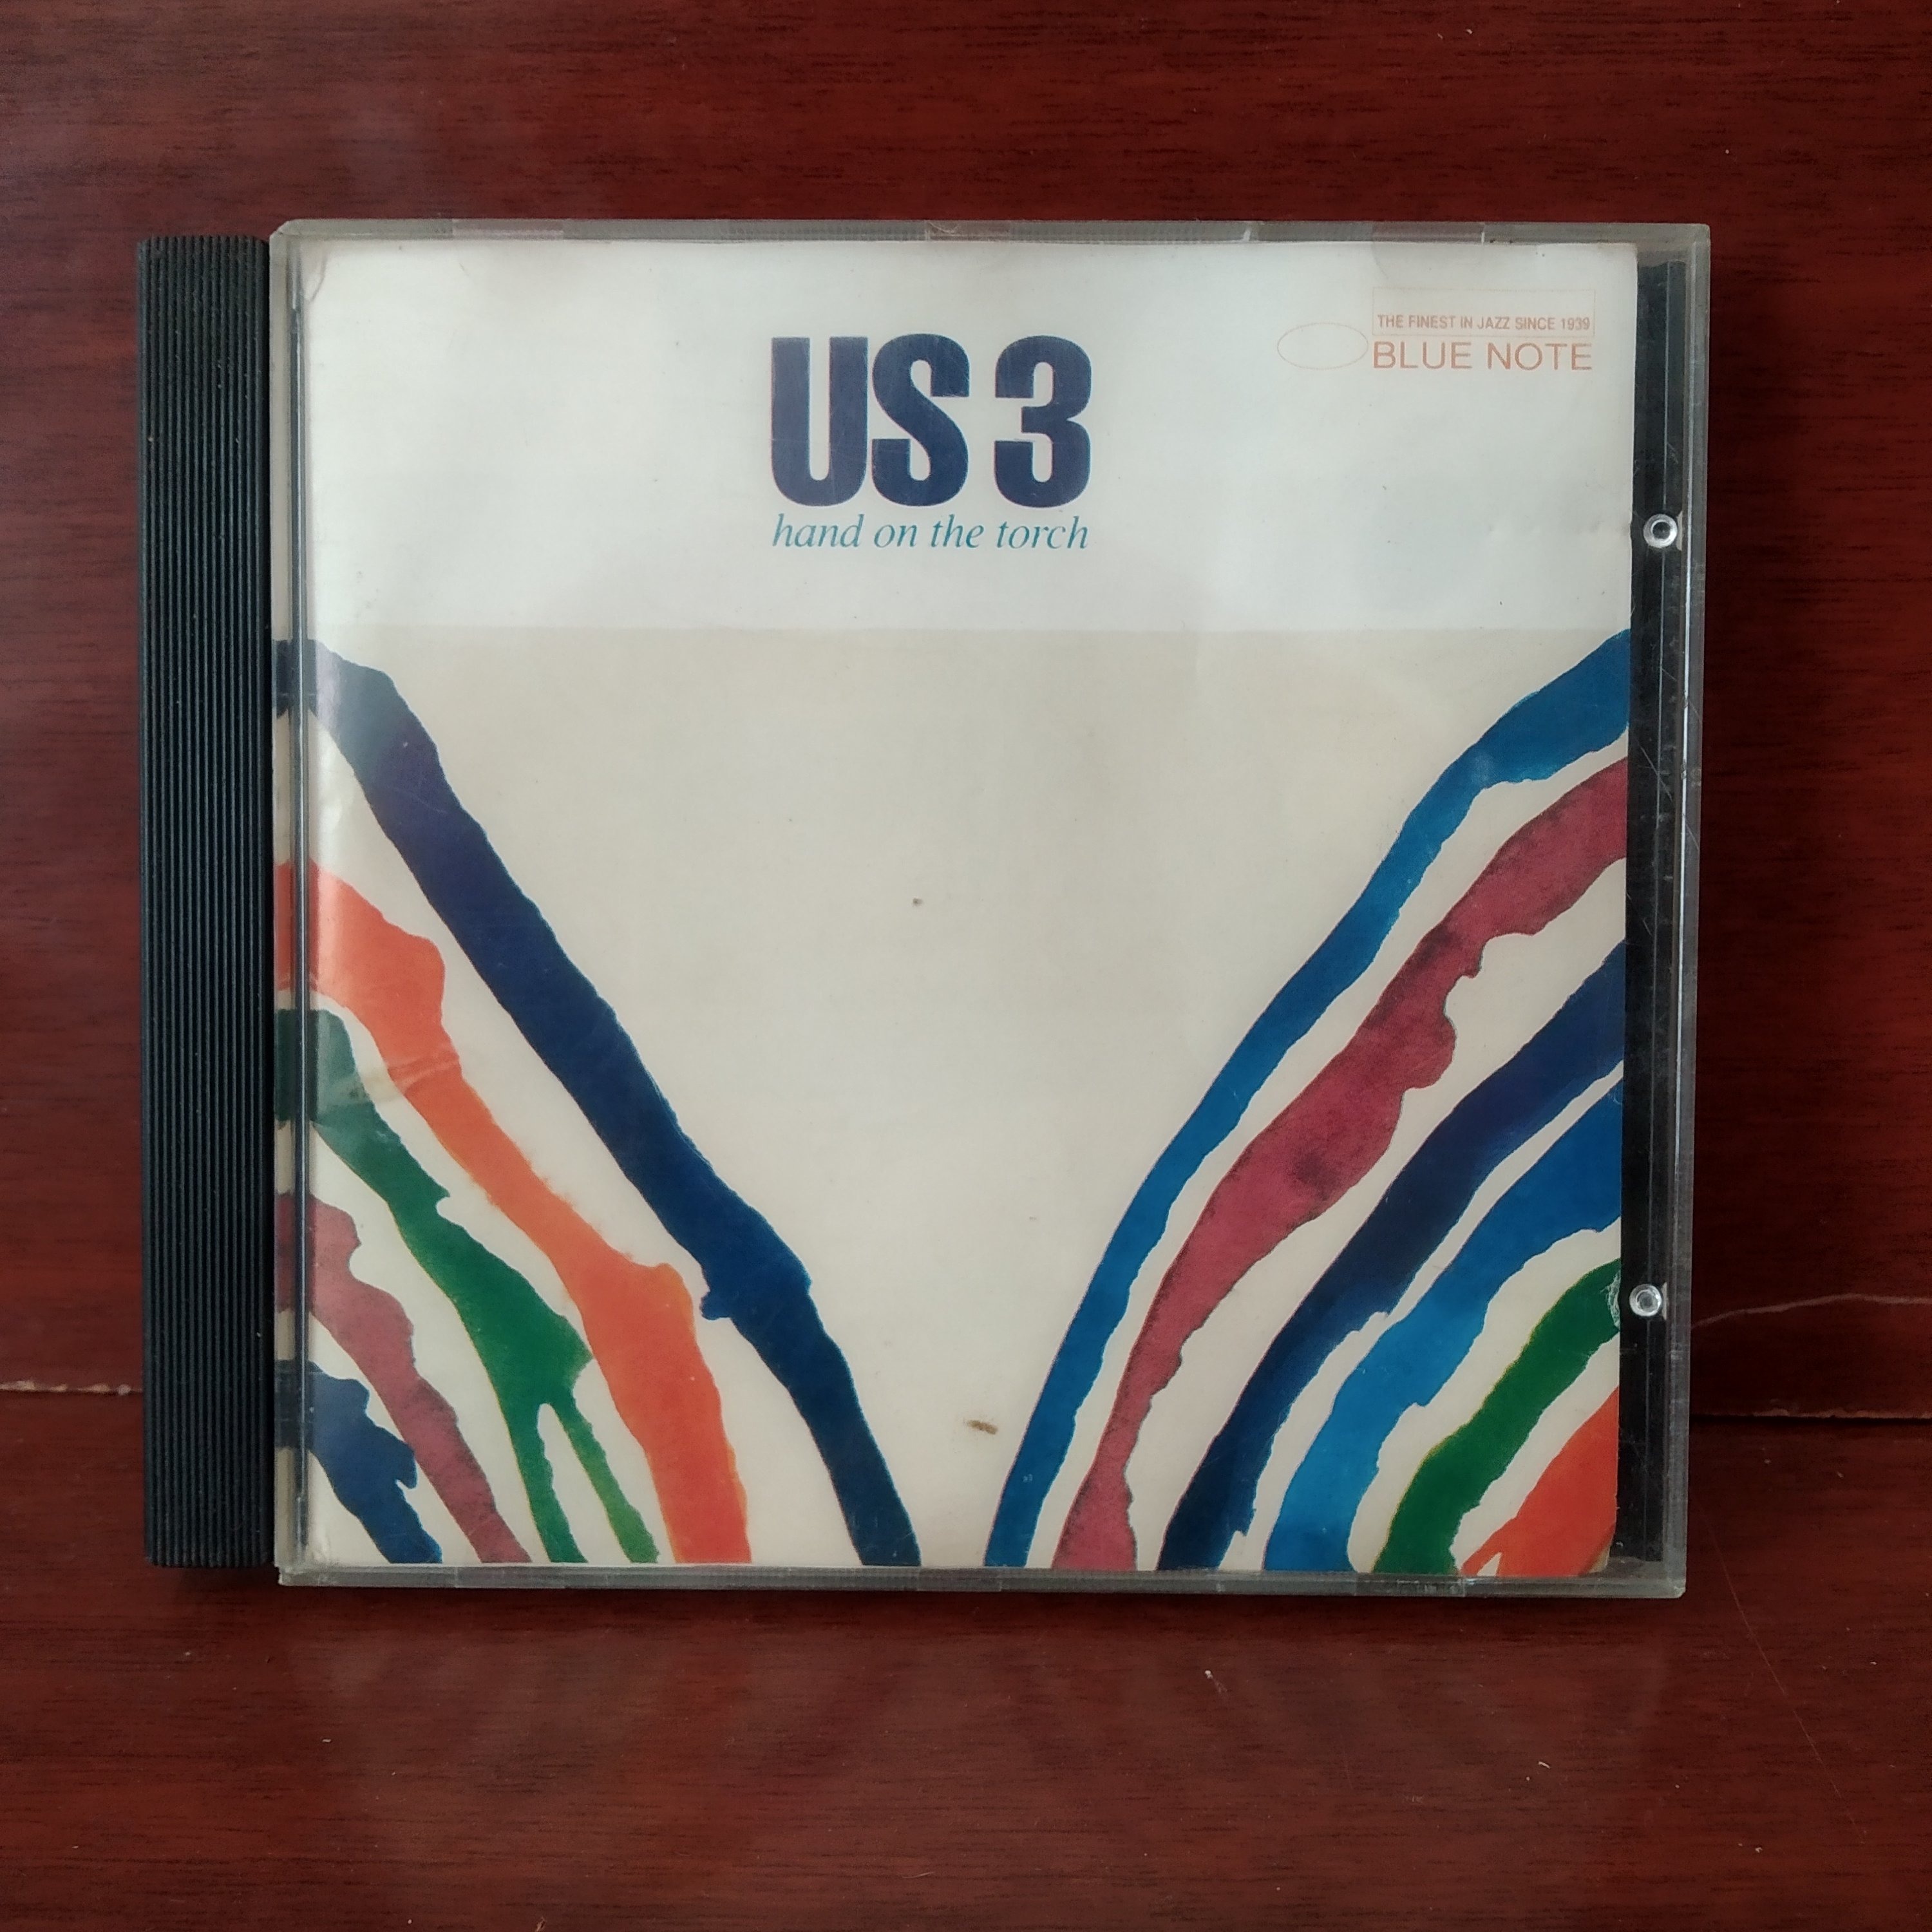 US 3
hand on the torch
THE FINEST IN JAZZ SINCE 1939
BLUE NOTE